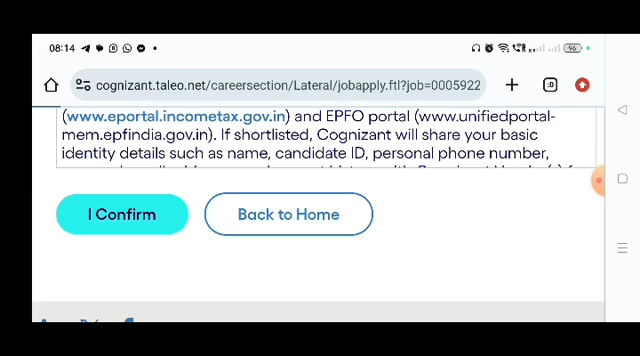 08:14
96
cognizant.taleo.net/careersection/Lateral/jobapply.ftl?job=0005922
(www.eportal.incometax.gov.in) and EPFO portal (www.unifiedportal-
mem.epfindia.gov.in). If shortlisted, Cognizant will share your basic
identity details such as name, candidate ID, personal phone number,
I Confirm
Back to Home